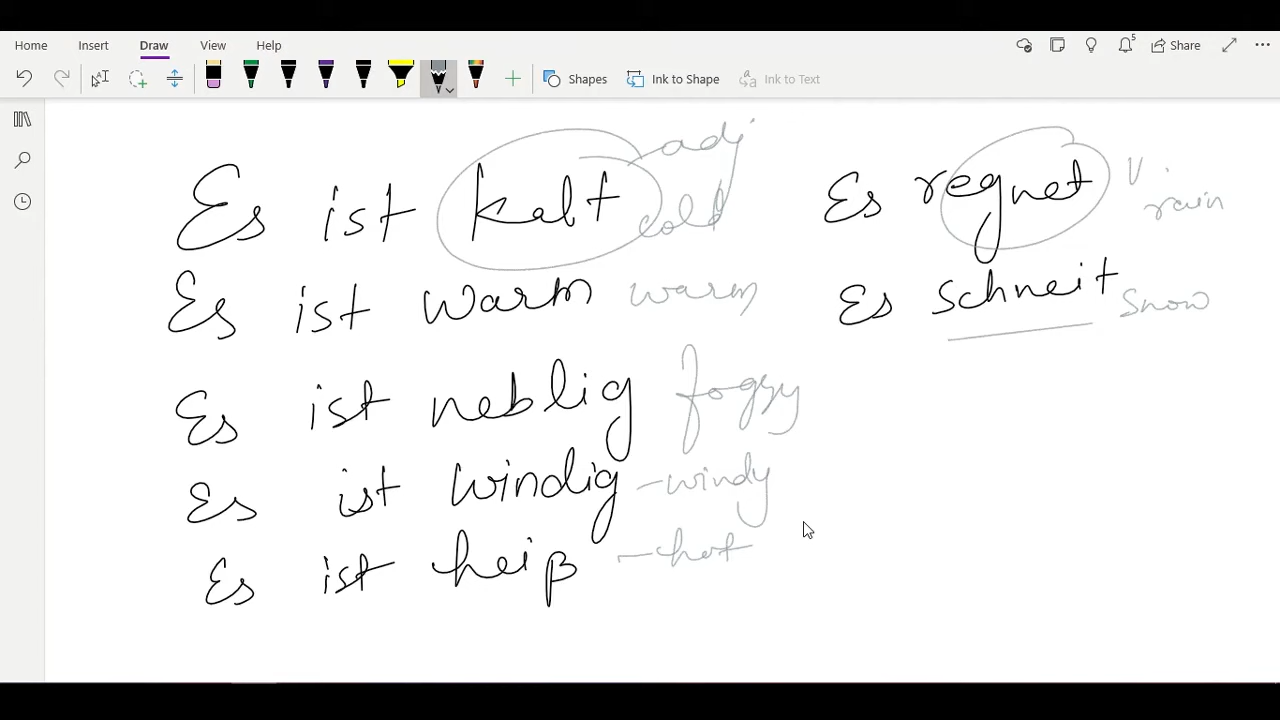 Home Insert Draw View Help 5 Share
Shapes Ink to Shape Ink to Text
Es ist kalt adj cold
Es ist warm warm
Es ist neblig foggy
Es ist windig - windy
Es ist heiß - hot
Es regnet v. rain
Es schneit snow